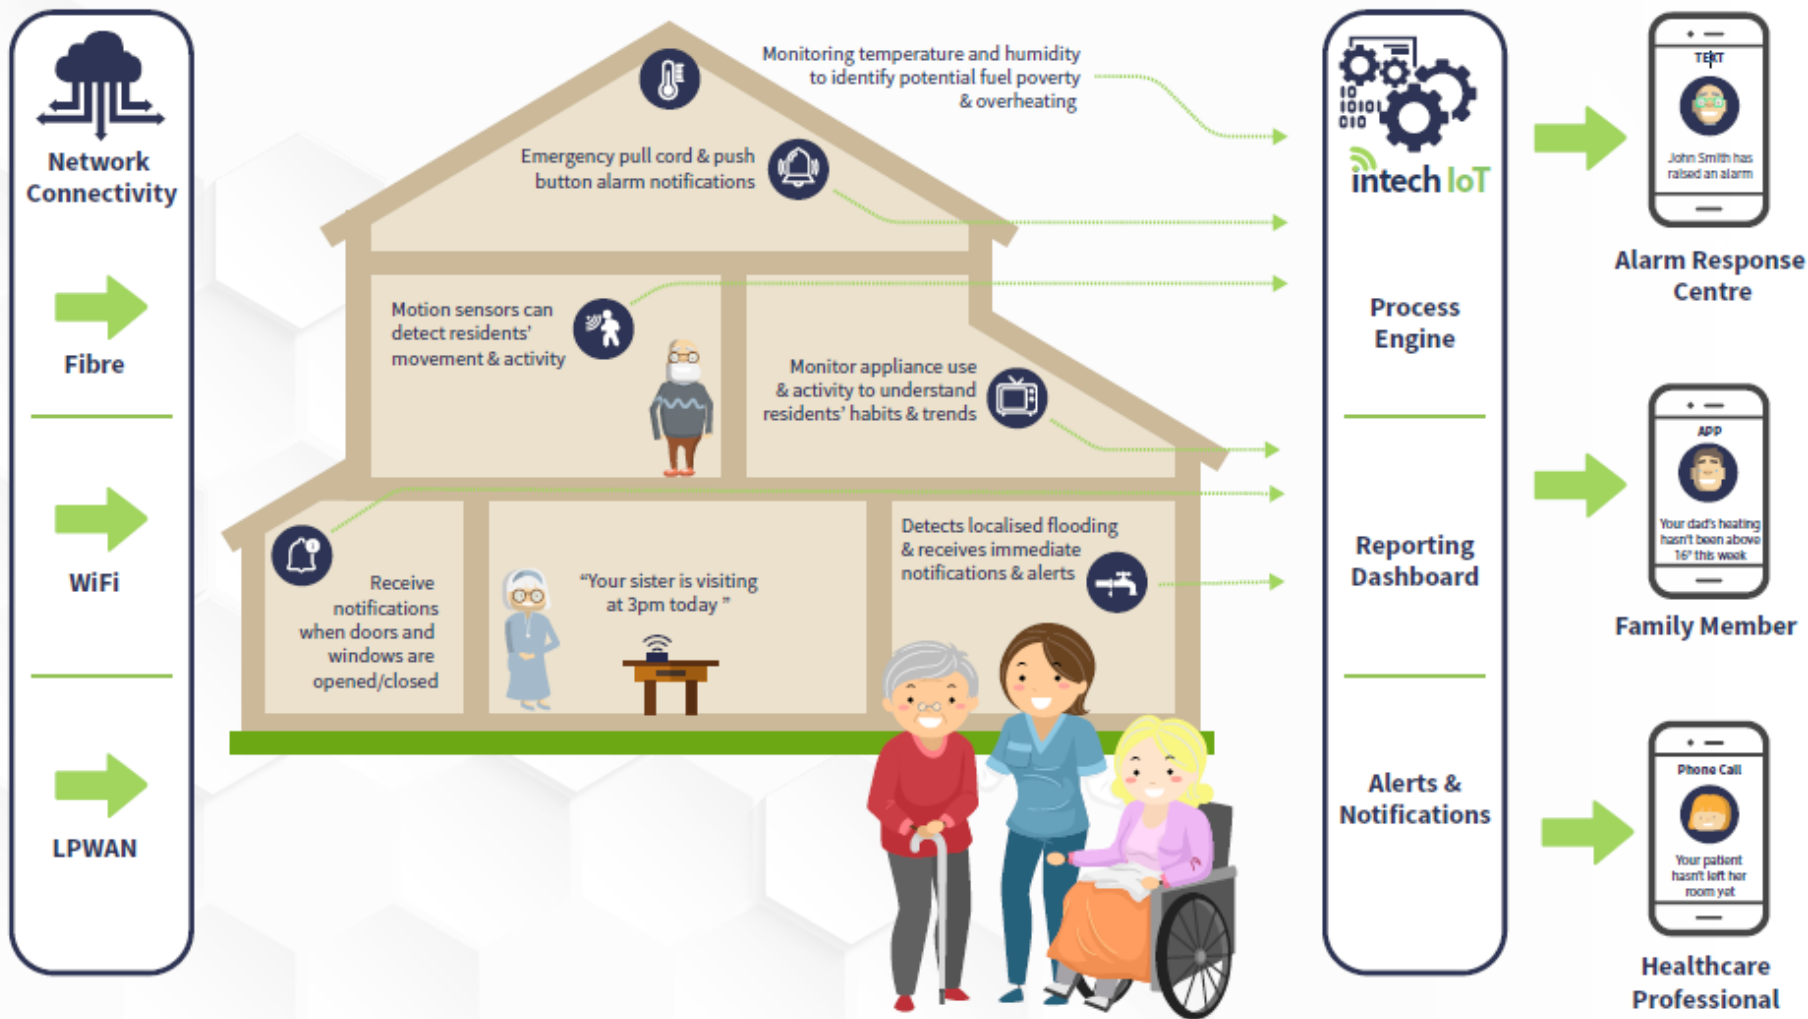 Network
Connectivity
Fibre
WiFi
LPWAN
Monitoring temperature and humidity
to identify potential fuel poverty
& overheating
Emergency pull cord & push
button alarm notifications
Motion sensors can
detect residents'
movement & activity
Monitor appliance use
& activity to understand
residents' habits & trends
Receive
notifications
when doors and
windows are
opened/closed
“Your sister is visiting
at 3pm today ”
Detects localised flooding
& receives immediate
notifications & alerts
10
10101
010
intech IoT
Process
Engine
Reporting
Dashboard
Alerts &
Notifications
TEXT
John Smith has
raised an alarm
Alarm Response
Centre
APP
Your dad's heating
hasn't been above
16° this week
Family Member
Phone Call
Your patient
hasn't left her
room yet
Healthcare
Professional